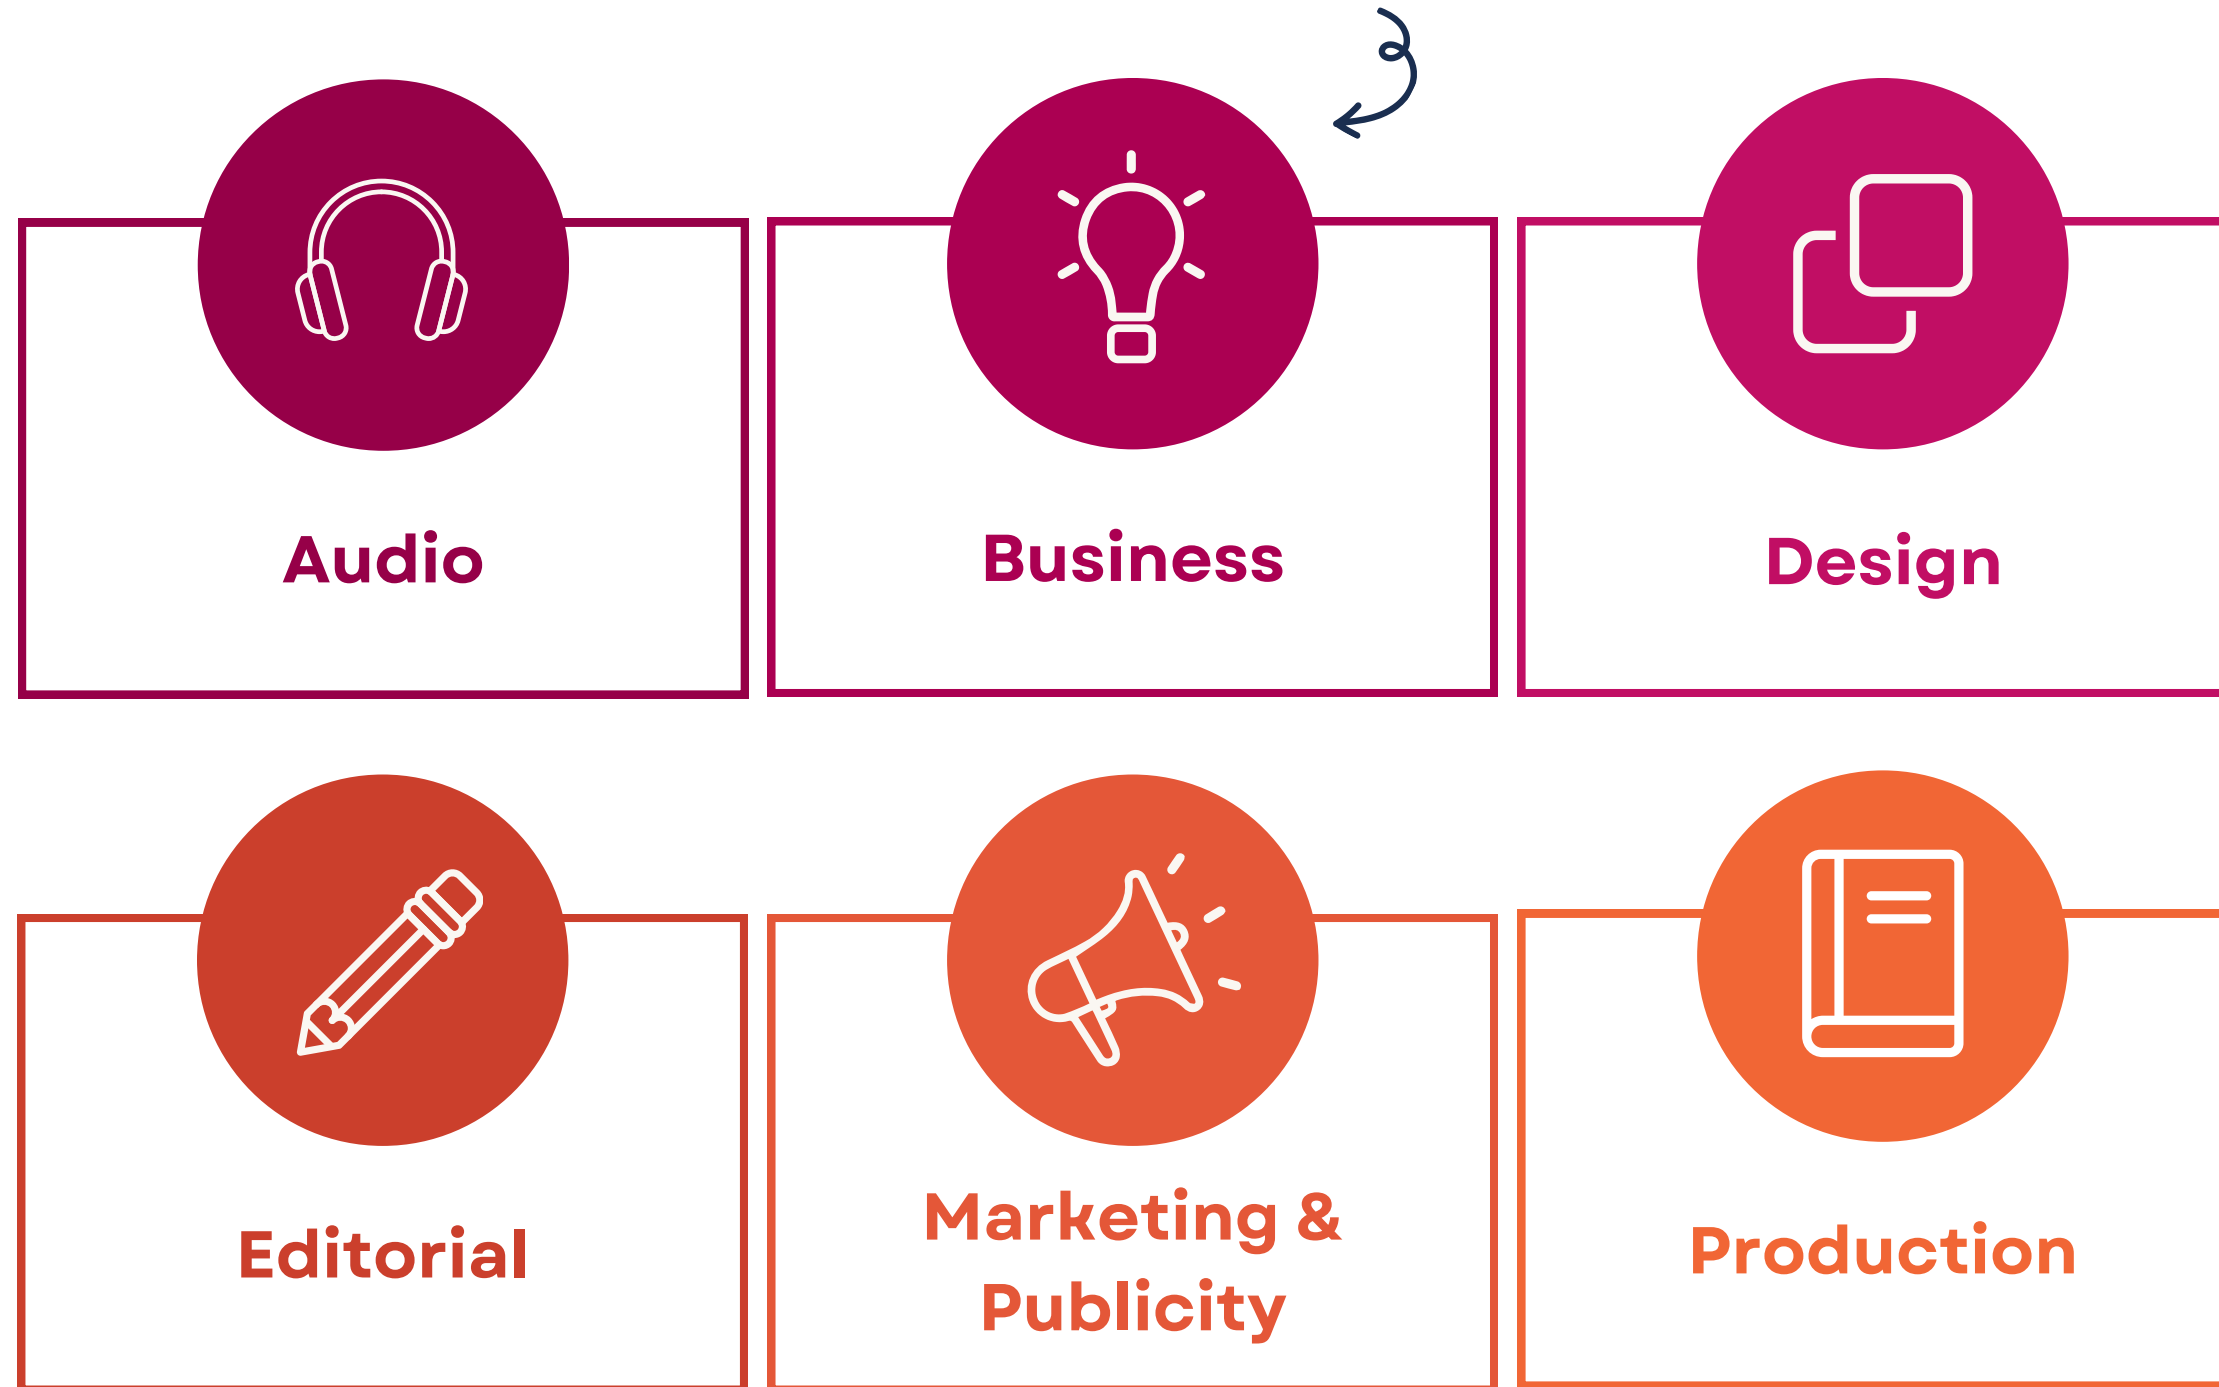 Audio
Business
Design
Editorial
Marketing &
Publicity
Production